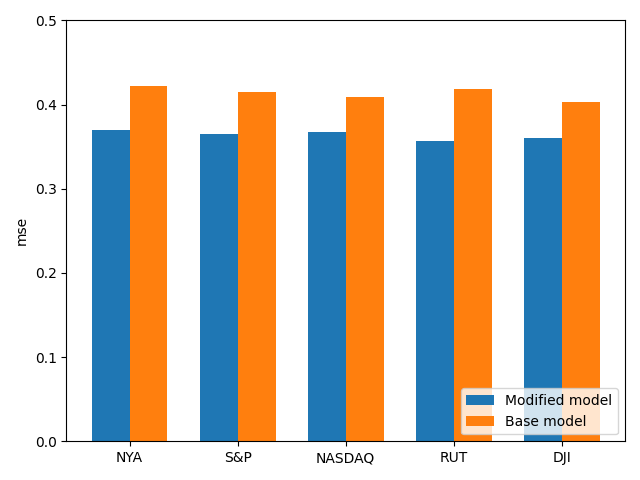 0.5
0.4
0.3
0.2
0.1
0.0
mse
NYA
S&P
NASDAQ
RUT
DJI
Modified model
Base model